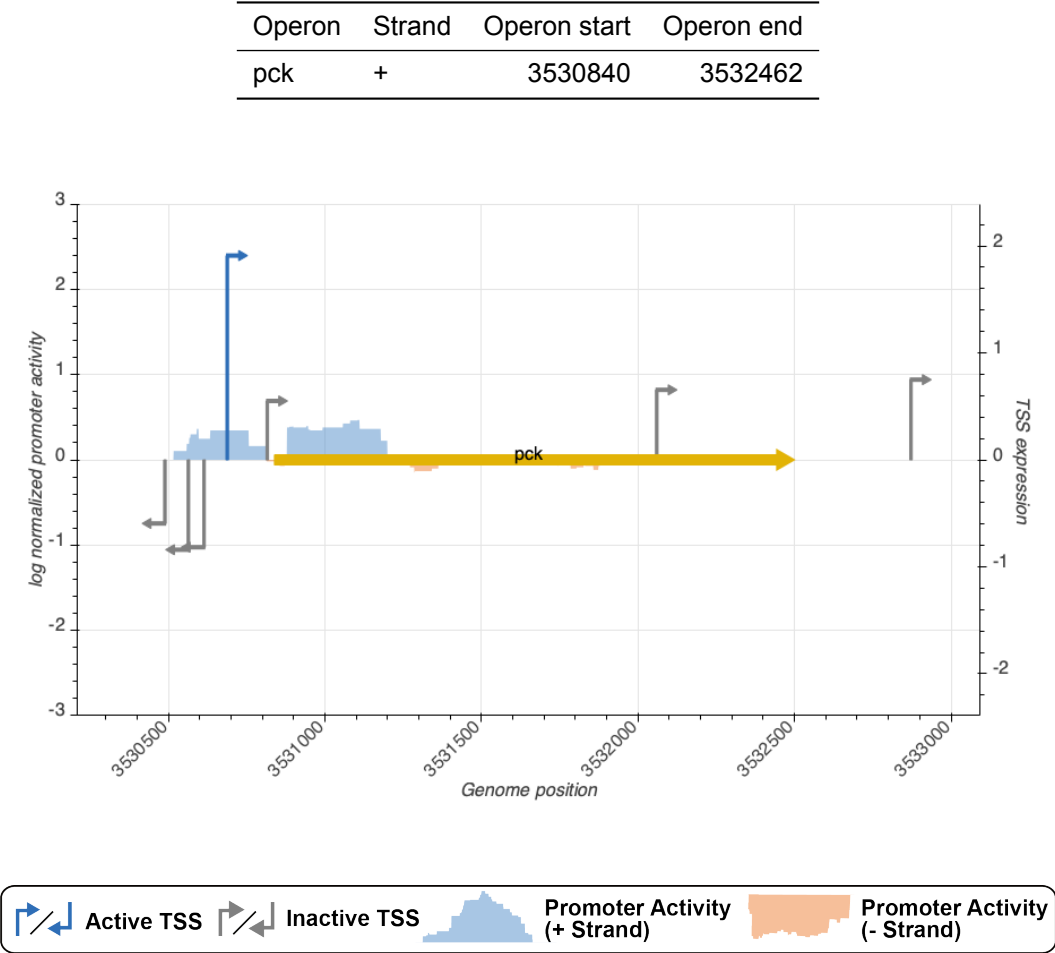 Operon Strand Operon start Operon end
pck + 3530840 3532462
3
2
1
0
-1
-2
-3
log normalized promoter activity
2
1
0
-1
-2
TSS expression
pck
3530500 3531000 3531500 3532000 3532500 3533000
Genome position
Active TSS
Inactive TSS
Promoter Activity
(+ Strand)
Promoter Activity
(- Strand)